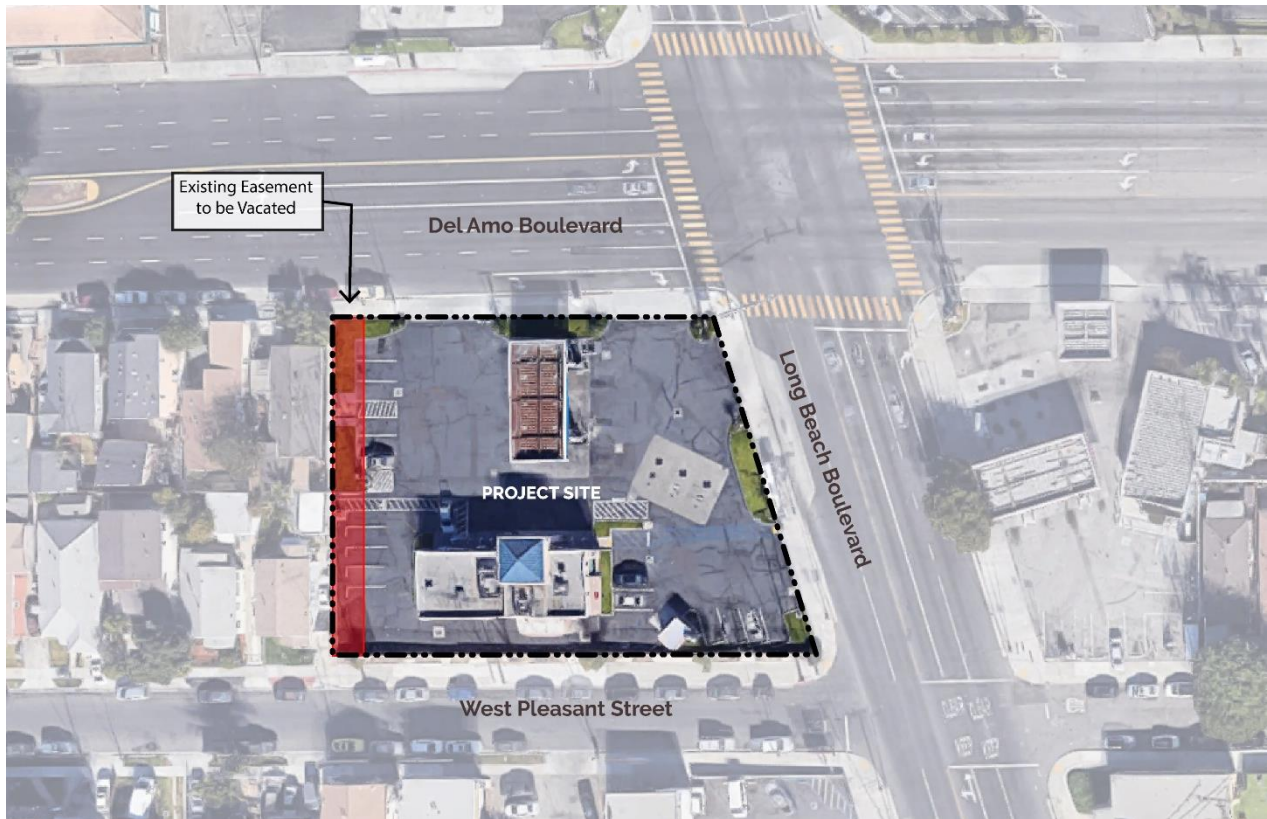 Existing Easement
to be Vacated
Del Amo Boulevard
Long Beach Boulevard
PROJECT SITE
West Pleasant Street